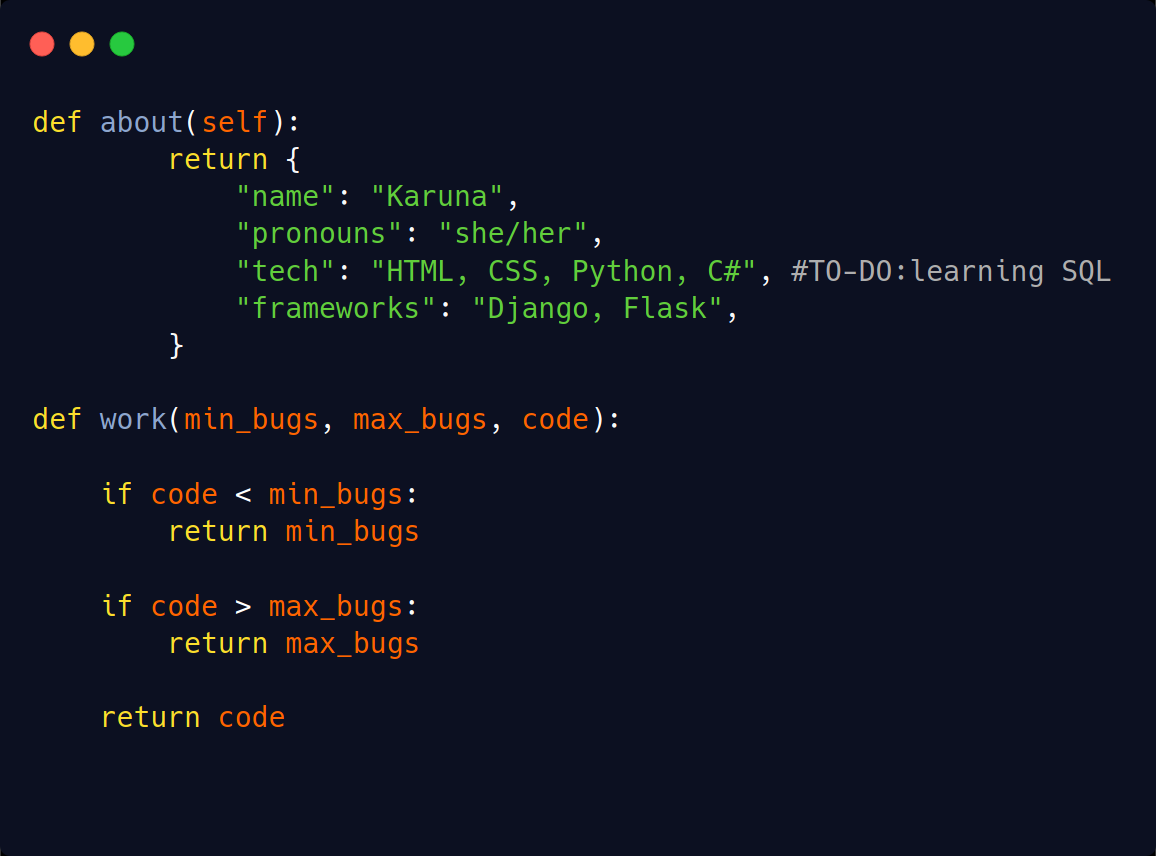 def about(self):
        return {
            "name": "Karuna",
            "pronouns": "she/her",
            "tech": "HTML, CSS, Python, C#", #TO-DO:learning SQL
            "frameworks": "Django, Flask",
        }

def work(min_bugs, max_bugs, code):

    if code < min_bugs:
        return min_bugs

    if code > max_bugs:
        return max_bugs

    return code